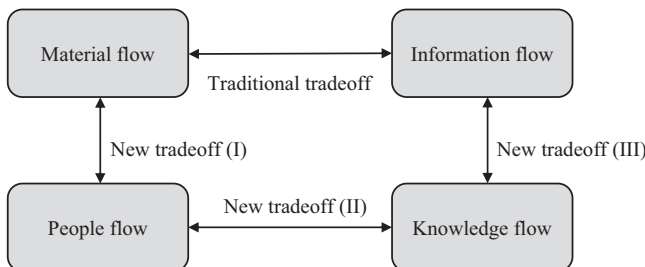 Material flow
Information flow
Traditional tradeoff
New tradeoff (I)
New tradeoff (III)
New tradeoff (II)
People flow
Knowledge flow